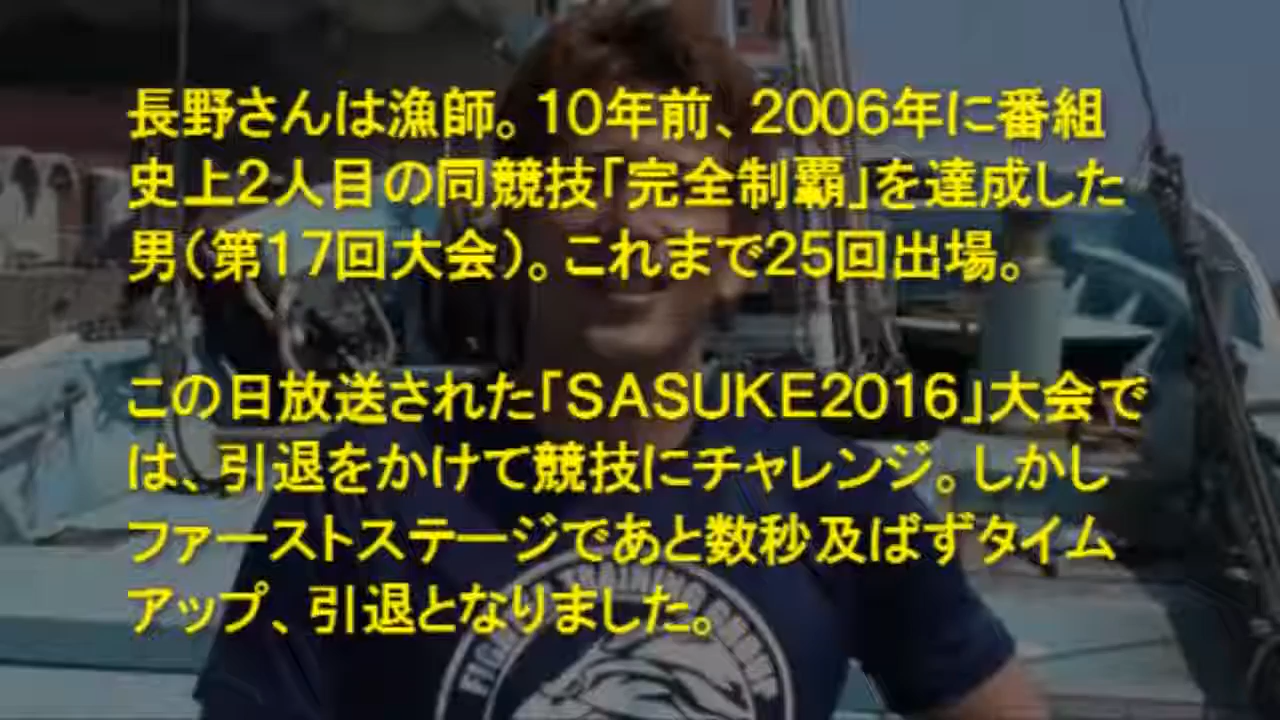 長野さんは漁師。10年前、2006年に番組
史上2人目の同競技「完全制覇」を達成した
男(第17回大会)。これまで25回出場。
この日放送された「SASUKE2016」大会で
は、引退をかけて競技にチャレンジ。しかし
ファーストステージであと数秒及ばずタイム
アップ、引退となりました。